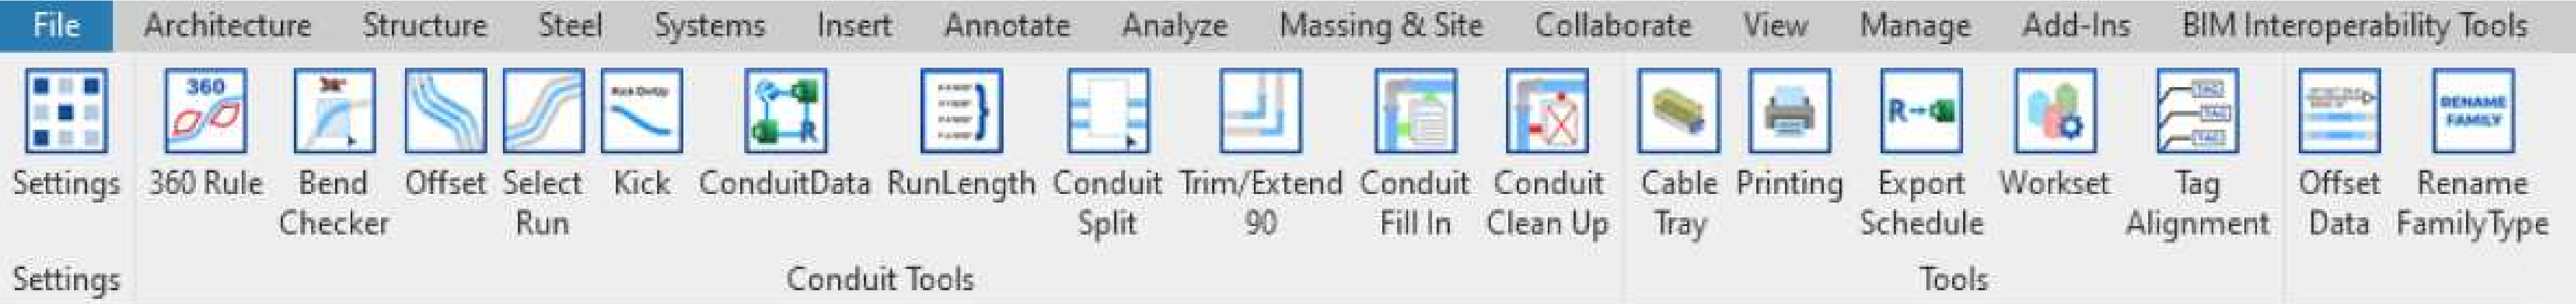 File Architecture Structure Steel Systems Insert Annotate Analyze Massing & Site Collaborate View Manage Add-Ins BIM Interoperability Tools
360
R
R
TAG
TAG
TAG
RENAME
FAMILY
Settings 360 Rule Bend Offset Select Kick ConduitData RunLength Conduit Trim/Extend Conduit Conduit Cable Printing Export Workset Tag Offset Rename
Checker Run Split 90 Fill In Clean Up Tray Schedule Alignment Data FamilyType
Settings Conduit Tools Tools